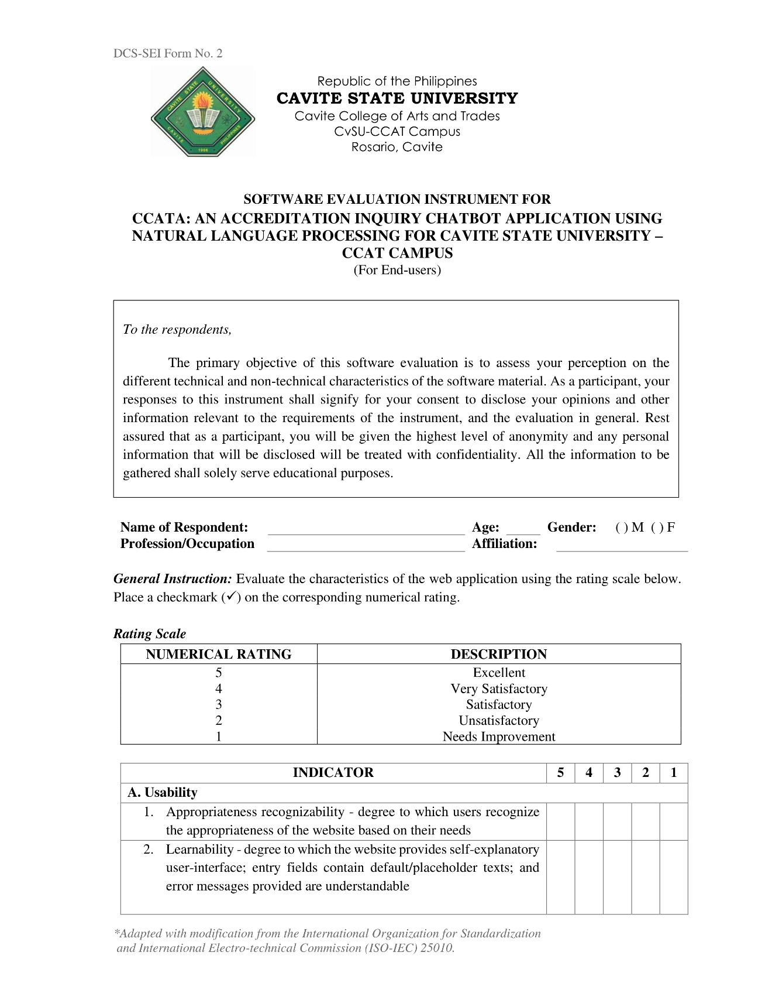 DCS-SEI Form No. 2
CAVITE STATE UNIVERSITY
CAVITE PHILIPPINES
1906
Republic of the Philippines
CAVITE STATE UNIVERSITY
Cavite College of Arts and Trades
CvSU-CCAT Campus
Rosario, Cavite
SOFTWARE EVALUATION INSTRUMENT FOR
CCATA: AN ACCREDITATION INQUIRY CHATBOT APPLICATION USING
NATURAL LANGUAGE PROCESSING FOR CAVITE STATE UNIVERSITY –
CCAT CAMPUS
(For End-users)
To the respondents,
The primary objective of this software evaluation is to assess your perception on the
different technical and non-technical characteristics of the software material. As a participant, your
responses to this instrument shall signify for your consent to disclose your opinions and other
information relevant to the requirements of the instrument, and the evaluation in general. Rest
assured that as a participant, you will be given the highest level of anonymity and any personal
information that will be disclosed will be treated with confidentiality. All the information to be
gathered shall solely serve educational purposes.
Name of Respondent: ____ Age: ____ Gender: ( ) M ( ) F
Profession/Occupation ____ Affiliation: ____
General Instruction: Evaluate the characteristics of the web application using the rating scale below.
Place a checkmark (✓) on the corresponding numerical rating.
Rating Scale
NUMERICAL RATING DESCRIPTION
5 Excellent
4 Very Satisfactory
3 Satisfactory
2 Unsatisfactory
1 Needs Improvement
INDICATOR 5 4 3 2 1
A. Usability
1. Appropriateness recognizability - degree to which users recognize
the appropriateness of the website based on their needs
2. Learnability - degree to which the website provides self-explanatory
user-interface; entry fields contain default/placeholder texts; and
error messages provided are understandable
*Adapted with modification from the International Organization for Standardization
and International Electro-technical Commission (ISO-IEC) 25010.